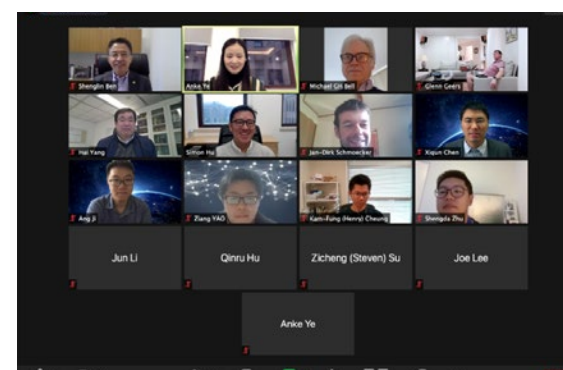 Shenglin Ben
Anke Ye
Michael GH Bell
Glenn Geers
Hai Yang
Simon Hu
Jan-Dirk Schmoecker
Xiqun Chen
Ang Ji
Ziang YAO
Kam-Fung (Henry) Cheung
Shengda Zhu
Jun Li
Qinru Hu
Zicheng (Steven) Su
Joe Lee
Anke Ye